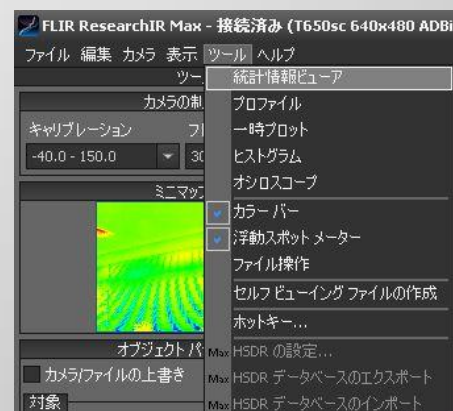 FLIR ResearchIR Max - 接続済み (T650sc 640x480 ADBi
ファイル 編集 カメラ 表示 ツール ヘルプ
ツー
統計情報ビューア
カメラの制
プロファイル
キャリブレーション フ
一時プロット
-40.0 - 150.0 30
ヒストグラム
オシロスコープ
ミニマッ
カラー バー
浮動スポット メーター
ファイル操作
セルフ ビューイング ファイルの作成
ホットキー...
オブジェクト パ
Max HSDR の設定...
カメラ/ファイルの上書き
Max HSDR データベースのエクスポート
対象
Max HSDR データベースのインポート